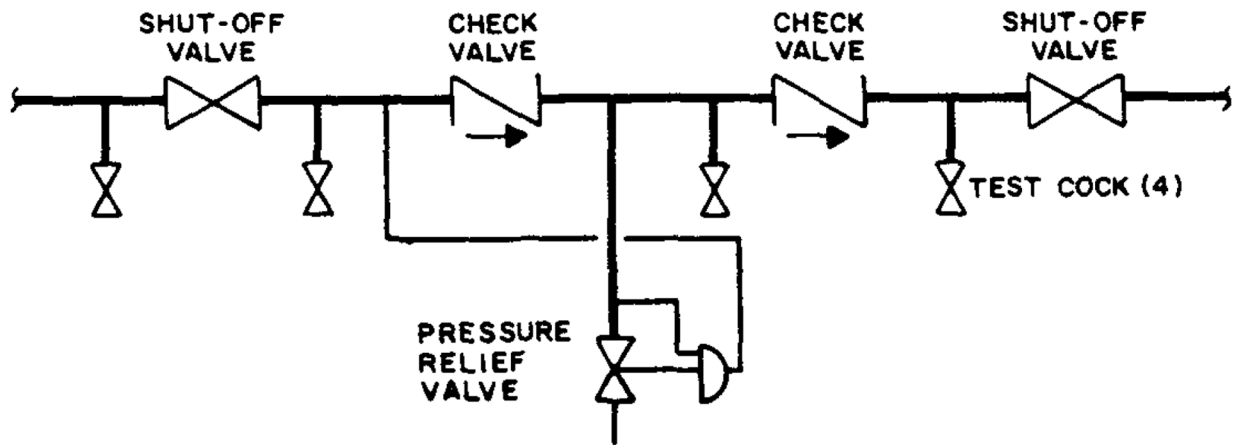 SHUT-OFF
VALVE
CHECK
VALVE
CHECK
VALVE
SHUT-OFF
VALVE
TEST COCK (4)
PRESSURE
RELIEF
VALVE